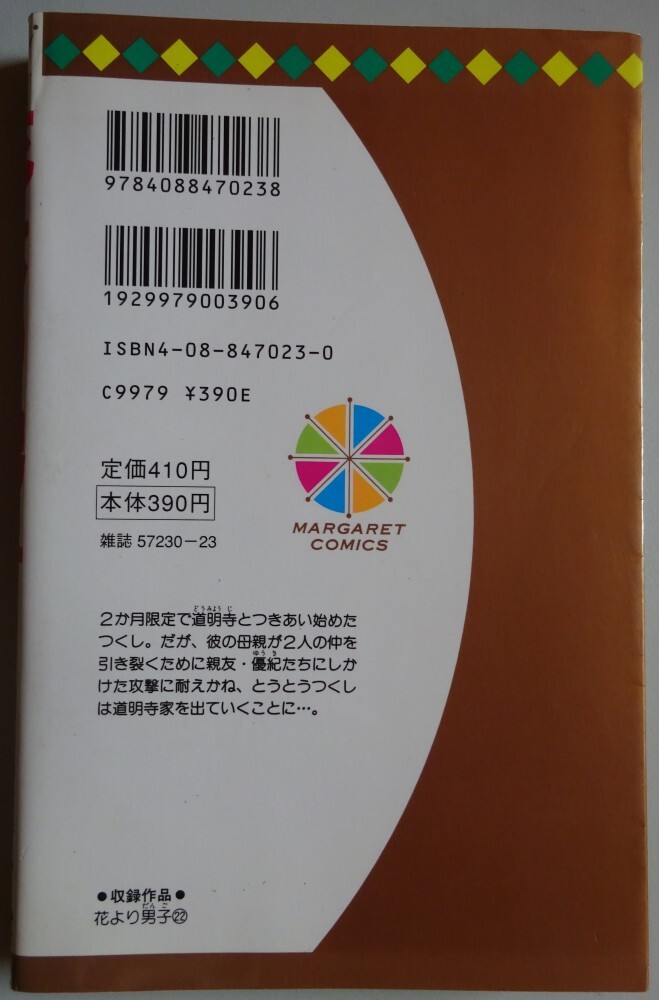 9784088470238
1929979003906
ISBN4-08-847023-0
C9979 ¥390E
定価410円
本体390円
雑誌 57230-23
MARGARET
COMICS
2か月限定で道明寺とつきあい始めた
つくし。だが、彼の母親が2人の仲を
引き裂くために親友・優紀たちにしか
けた攻撃に耐えかね、とうとうつくし
は道明寺家を出ていくことに…。
●収録作品●
花より男子㉒